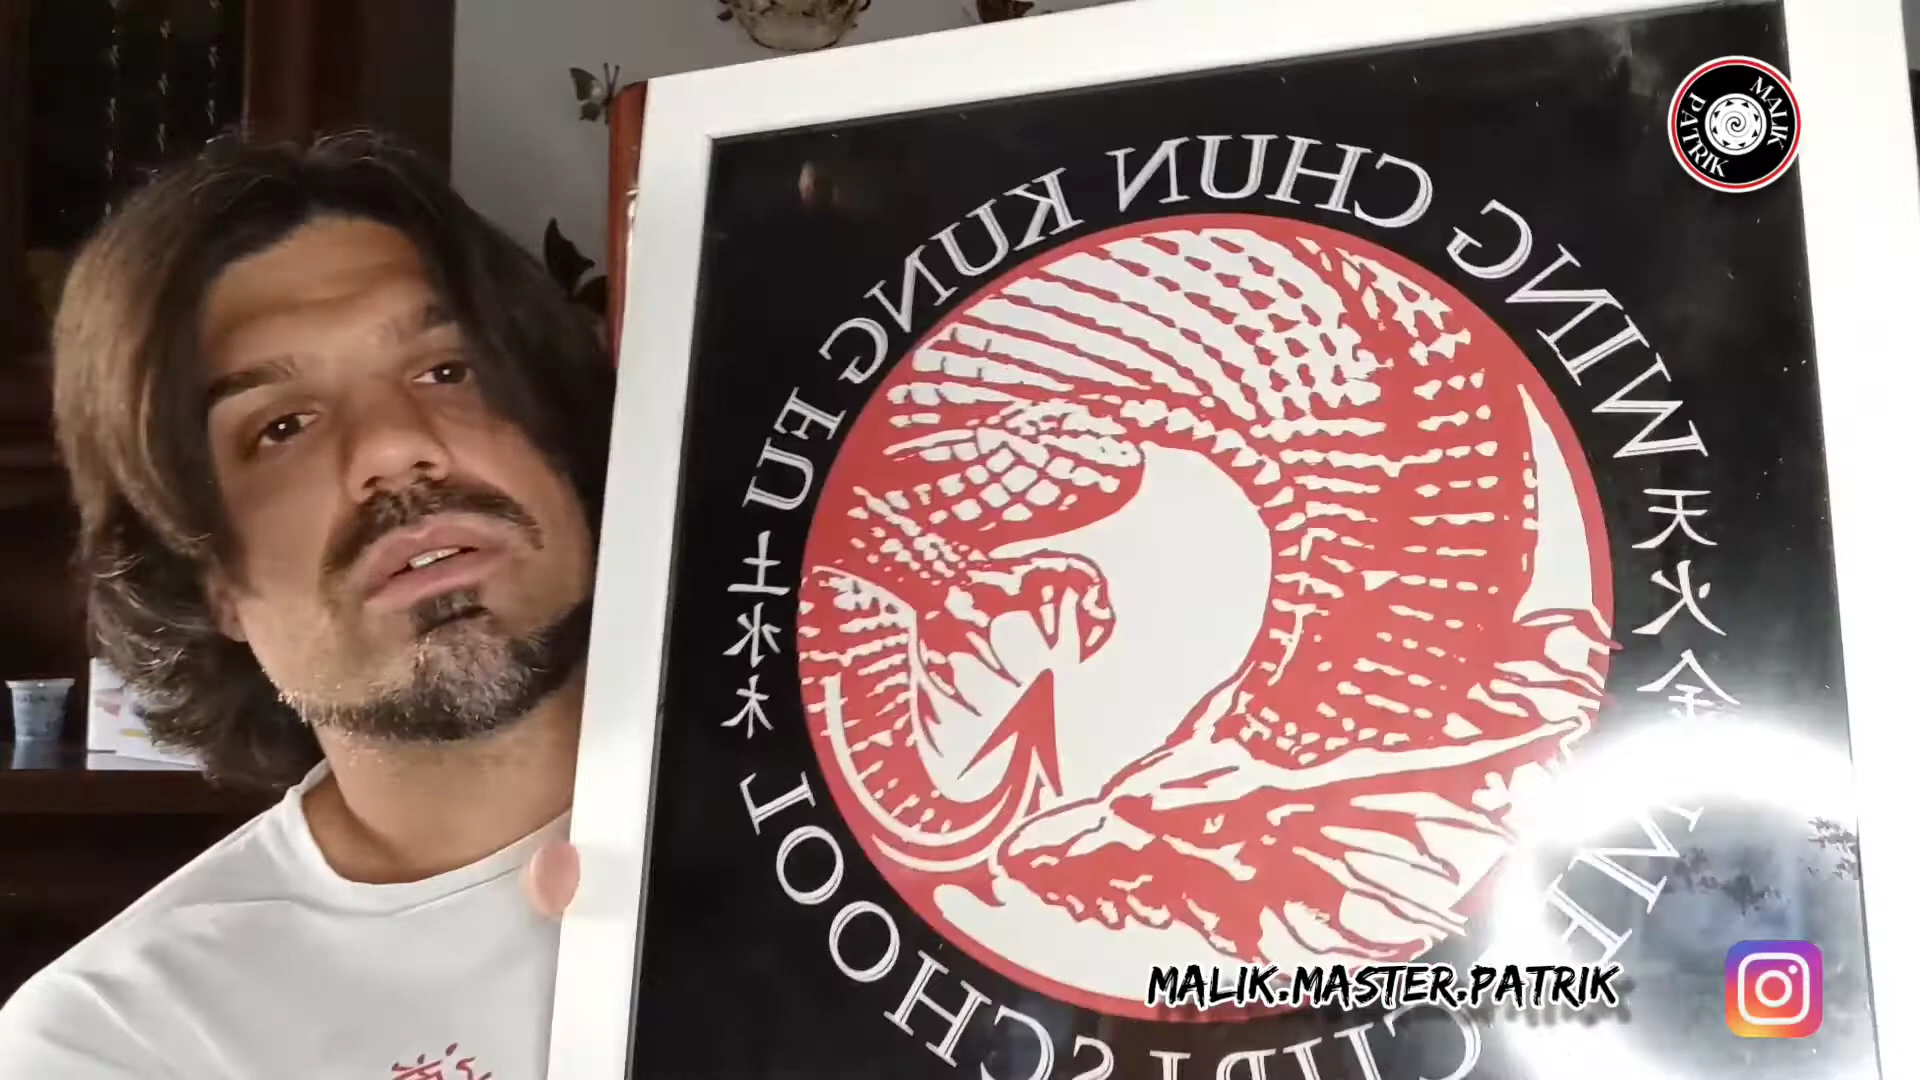 MALIK
PATRIK
WING CHUN KUNG FU
天火金
土水木
SCHOOL
MALIK.MASTER.PATRIK